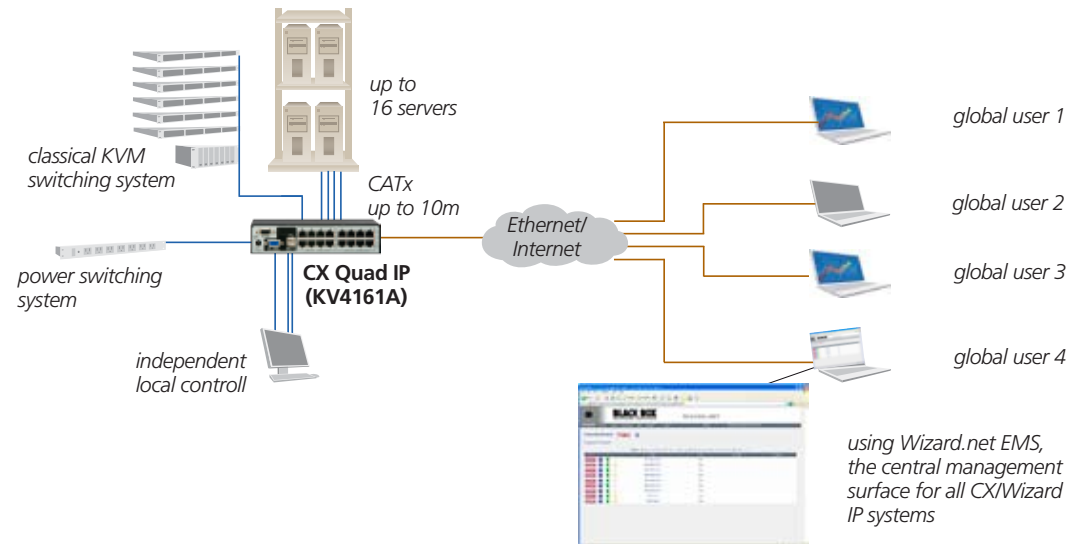 up to
16 servers
classical KVM
switching system
CATx
up to 10m
power switching
system
CX Quad IP
(KV4161A)
independent
local controll
Ethernet/
Internet
global user 1
global user 2
global user 3
global user 4
BLACK BOX
using Wizard.net EMS,
the central management
surface for all CX/Wizard
IP systems